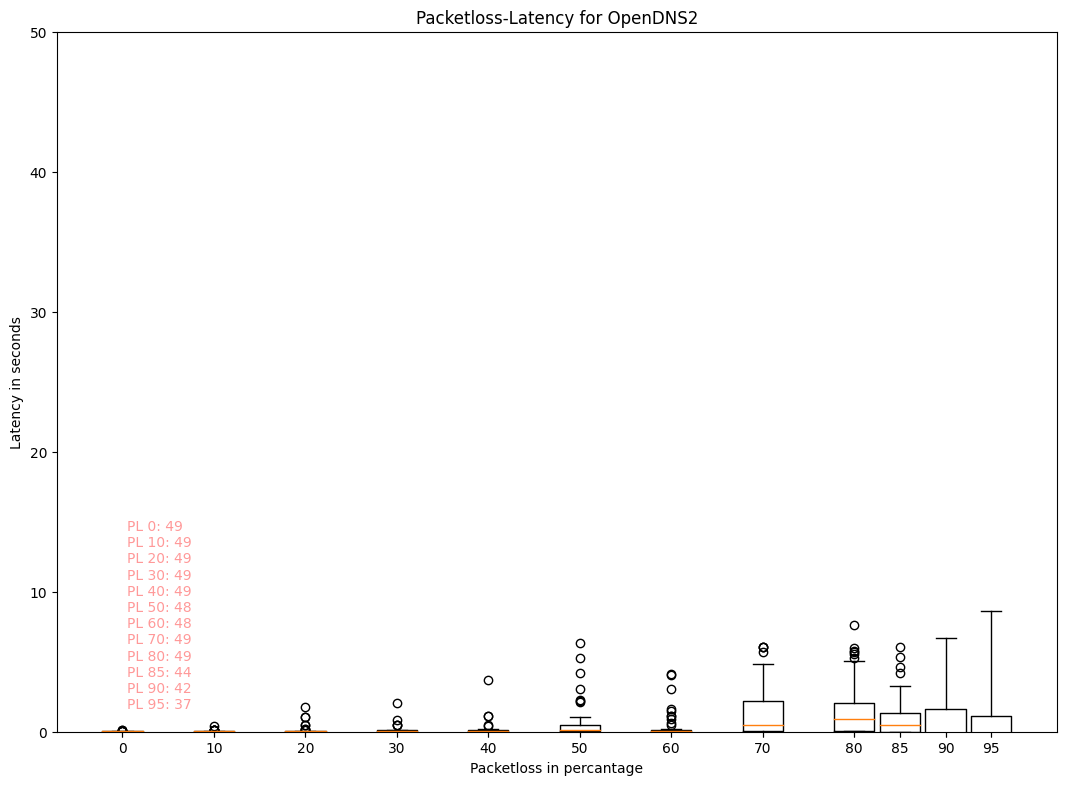 Packetloss-Latency for OpenDNS2
50
40
30
20
10
0
Latency in seconds
PL 0: 49
PL 10: 49
PL 20: 49
PL 30: 49
PL 40: 49
PL 50: 48
PL 60: 48
PL 70: 49
PL 80: 49
PL 85: 44
PL 90: 42
PL 95: 37
0 10 20 30 40 50 60 70 80 85 90 95
Packetloss in percantage